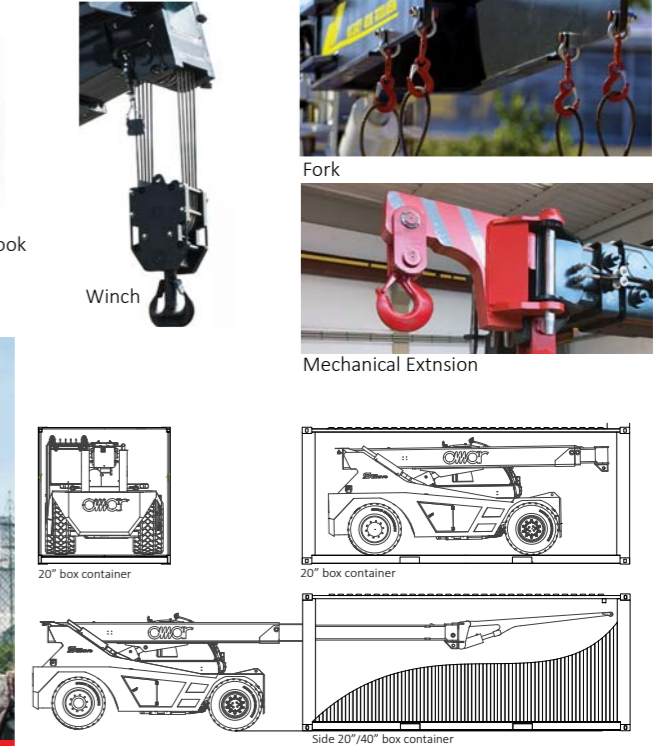 Fork
ook
Winch
Mechanical Extnsion
omar
omar
20” box container
20” box container
omar
Side 20”/40” box container